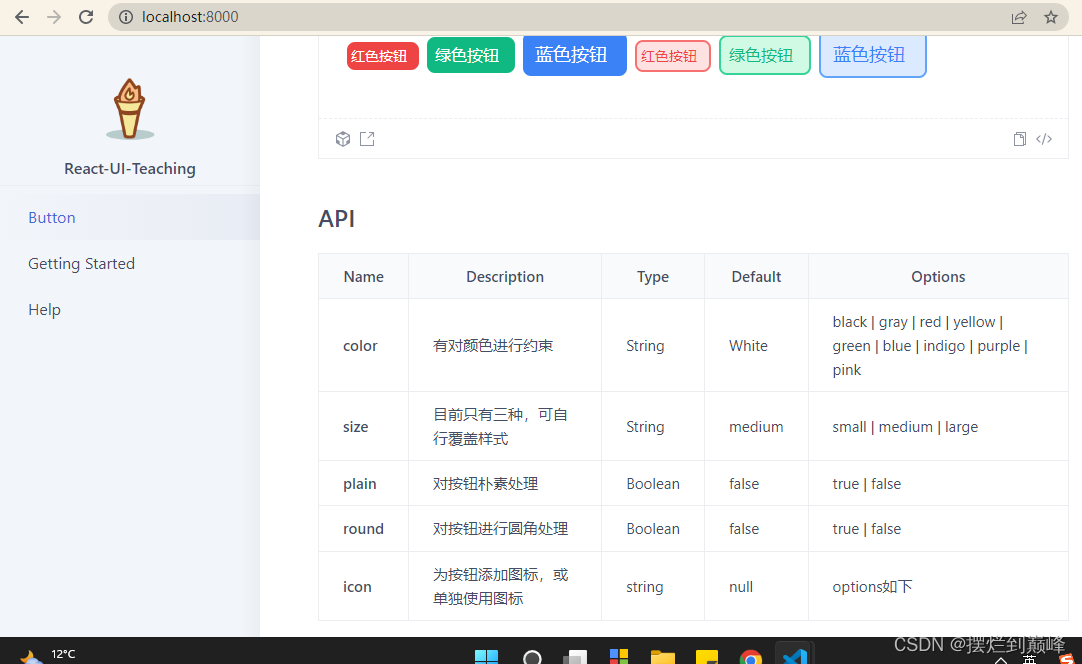 localhost:8000
红色按钮 绿色按钮 蓝色按钮 红色按钮 绿色按钮 蓝色按钮
React-UI-Teaching
Button
Getting Started
Help
API
Name Description Type Default Options
color 有对颜色进行约束 String White black | gray | red | yellow |
green | blue | indigo | purple |
pink
size 目前只有三种，可自
行覆盖样式 String medium small | medium | large
plain 对按钮朴素处理 Boolean false true | false
round 对按钮进行圆角处理 Boolean false true | false
icon 为按钮添加图标，或
单独使用图标 string null options如下
CSDN @摆烂到巅峰
12°C
英